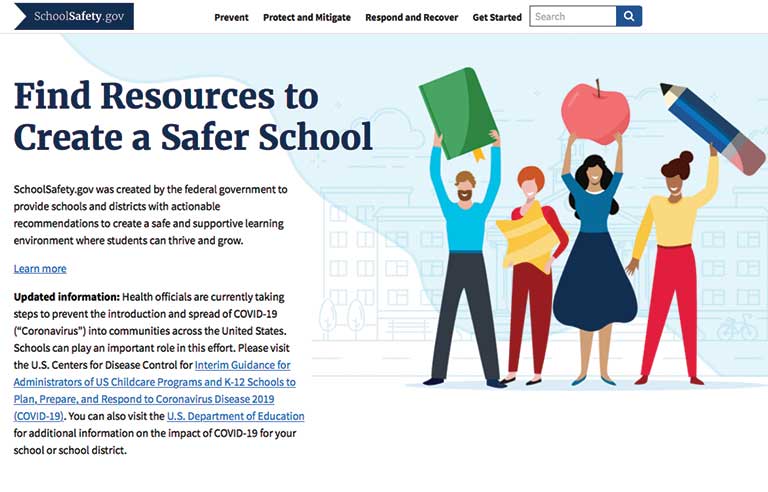 SchoolSafety.gov
Prevent Protect and Mitigate Respond and Recover Get Started Search
Find Resources to
Create a Safer School
SchoolSafety.gov was created by the federal government to
provide schools and districts with actionable
recommendations to create a safe and supportive learning
environment where students can thrive and grow.
Learn more
Updated information: Health officials are currently taking
steps to prevent the introduction and spread of COVID-19
(“Coronavirus”) into communities across the United States.
Schools can play an important role in this effort. Please visit
the U.S. Centers for Disease Control for Interim Guidance for
Administrators of US Childcare Programs and K-12 Schools to
Plan, Prepare, and Respond to Coronavirus Disease 2019
(COVID-19). You can also visit the U.S. Department of Education
for additional information on the impact of COVID-19 for your
school or school district.